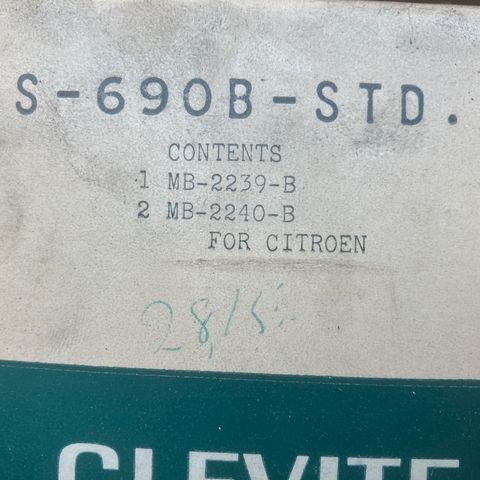 S-690B-STD.
CONTENTS
1 MB-2239-B
2 MB-2240-B
FOR CITROEN
CLEVITE